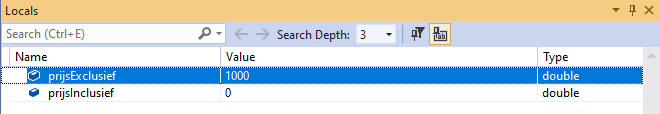 Locals
Search (Ctrl+E) Search Depth: 3
Name Value Type
prijsExclusief 1000 double
prijsInclusief 0 double